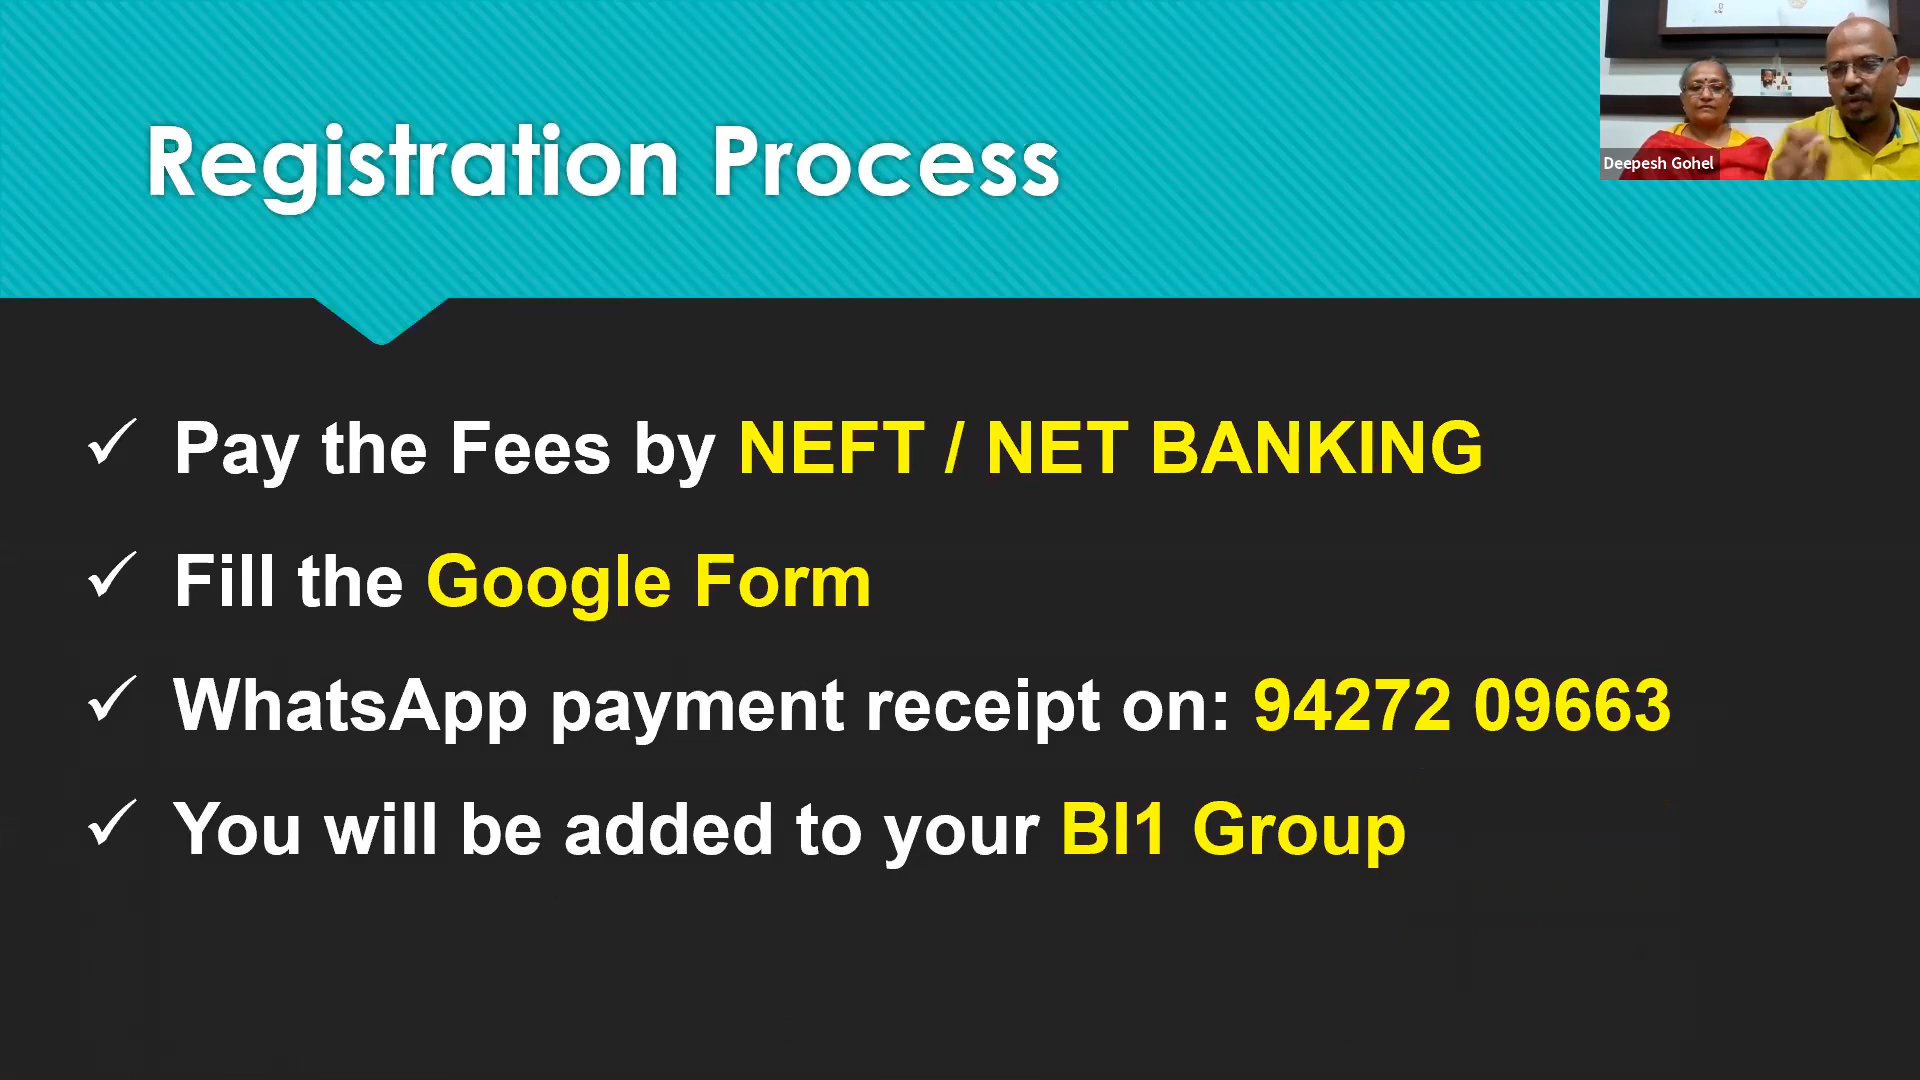 Registration Process
Deepesh Gohel
✓ Pay the Fees by NEFT / NET BANKING
✓ Fill the Google Form
✓ WhatsApp payment receipt on: 94272 09663
✓ You will be added to your BI1 Group